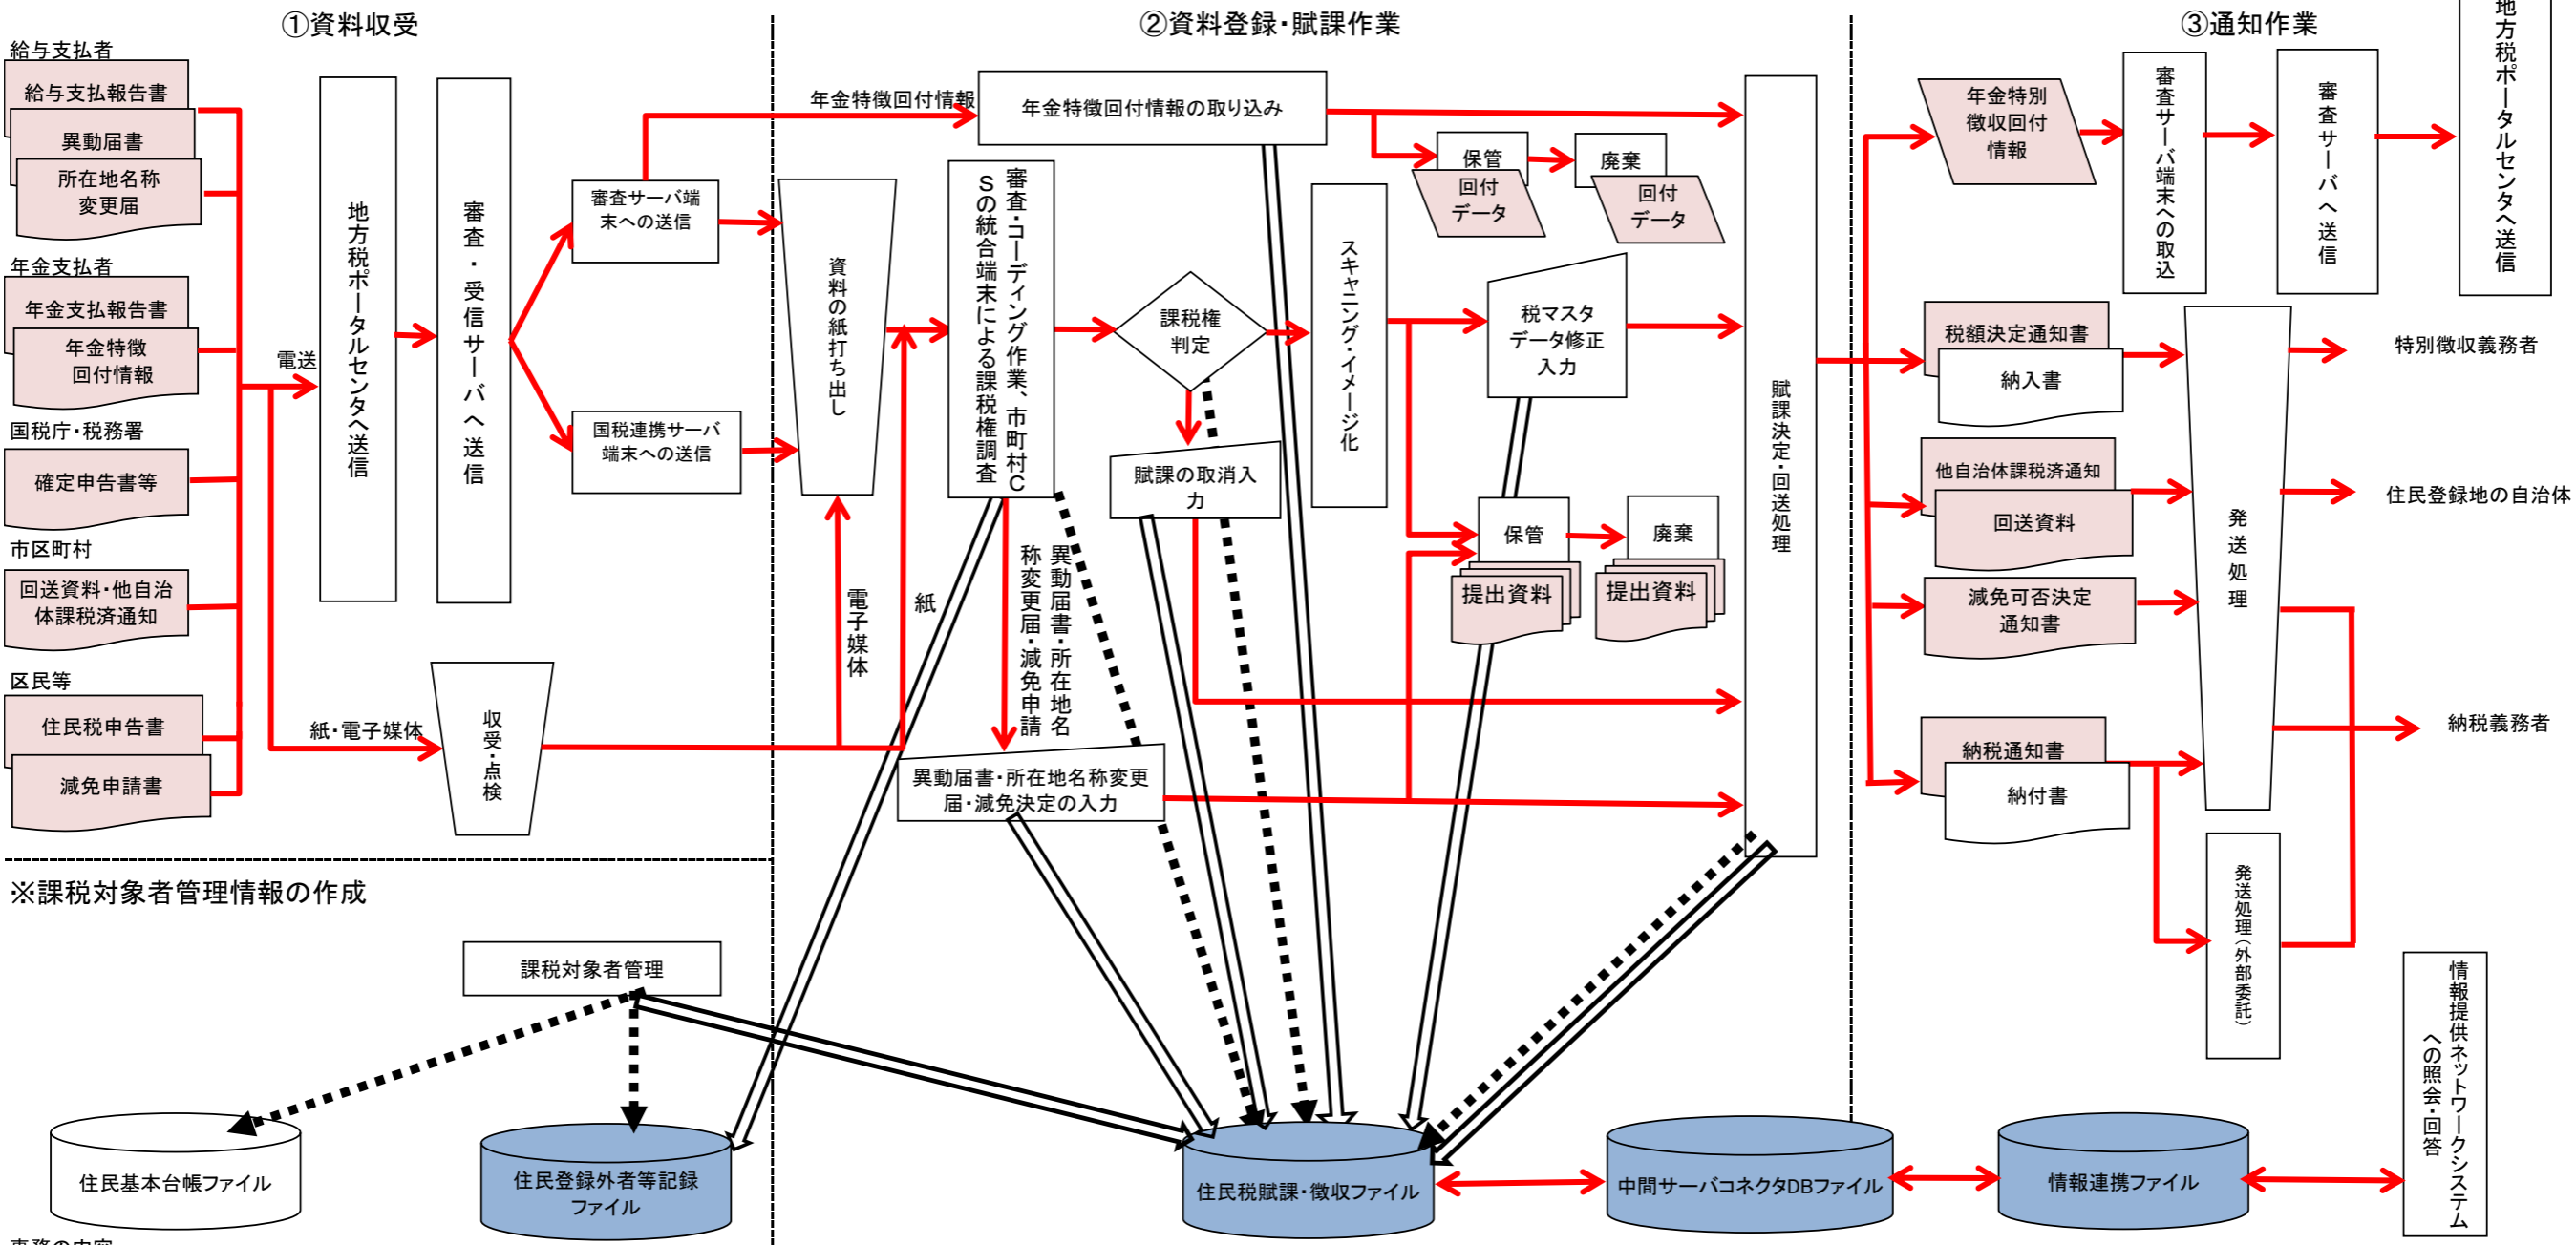 ①資料収受
②資料登録・賦課作業
③通知作業
給与支払者
給与支払報告書
異動届書
所在地名称
変更届
年金支払者
年金支払報告書
年金特徴
回付情報
国税庁・税務署
確定申告書等
市区町村
回送資料・他自治
体課税済通知
区民等
住民税申告書
減免申請書
電送
紙・電子媒体
地方税ポータルセンタへ送信
審査・受信サーバへ送信
収受・点検
審査サーバ端
末への送信
国税連携サーバ
端末への送信
年金特徴回付情報
年金特徴回付情報の取り込み
資料の紙打ち出し
電子媒体
紙
審査・コーディング作業、市町村C
Sの統合端末による課税権調査
異動届書・所在地名
称変更届・減免申請
異動届書・所在地名称変更
届・減免決定の入力
課税権
判定
賦課の取消入
力
スキャニング・イメージ化
保管
回付
データ
廃棄
回付
データ
税マスタ
データ修正
入力
保管
提出資料
廃棄
提出資料
賦課決定・回送処理
年金特別
徴収回付
情報
審査サーバ端末への取込
審査サーバへ送信
地方税ポータルセンタへ送信
税額決定通知書
納入書
他自治体課税済通知
回送資料
減免可否決定
通知書
納税通知書
納付書
発送処理
発送処理(外部委託)
特別徴収義務者
住民登録地の自治体
納税義務者
情報提供ネットワークシステム
への照会・回答
※課税対象者管理情報の作成
課税対象者管理
住民基本台帳ファイル
住民登録外者等記録
ファイル
住民税賦課・徴収ファイル
中間サーバコネクタDBファイル
情報連携ファイル